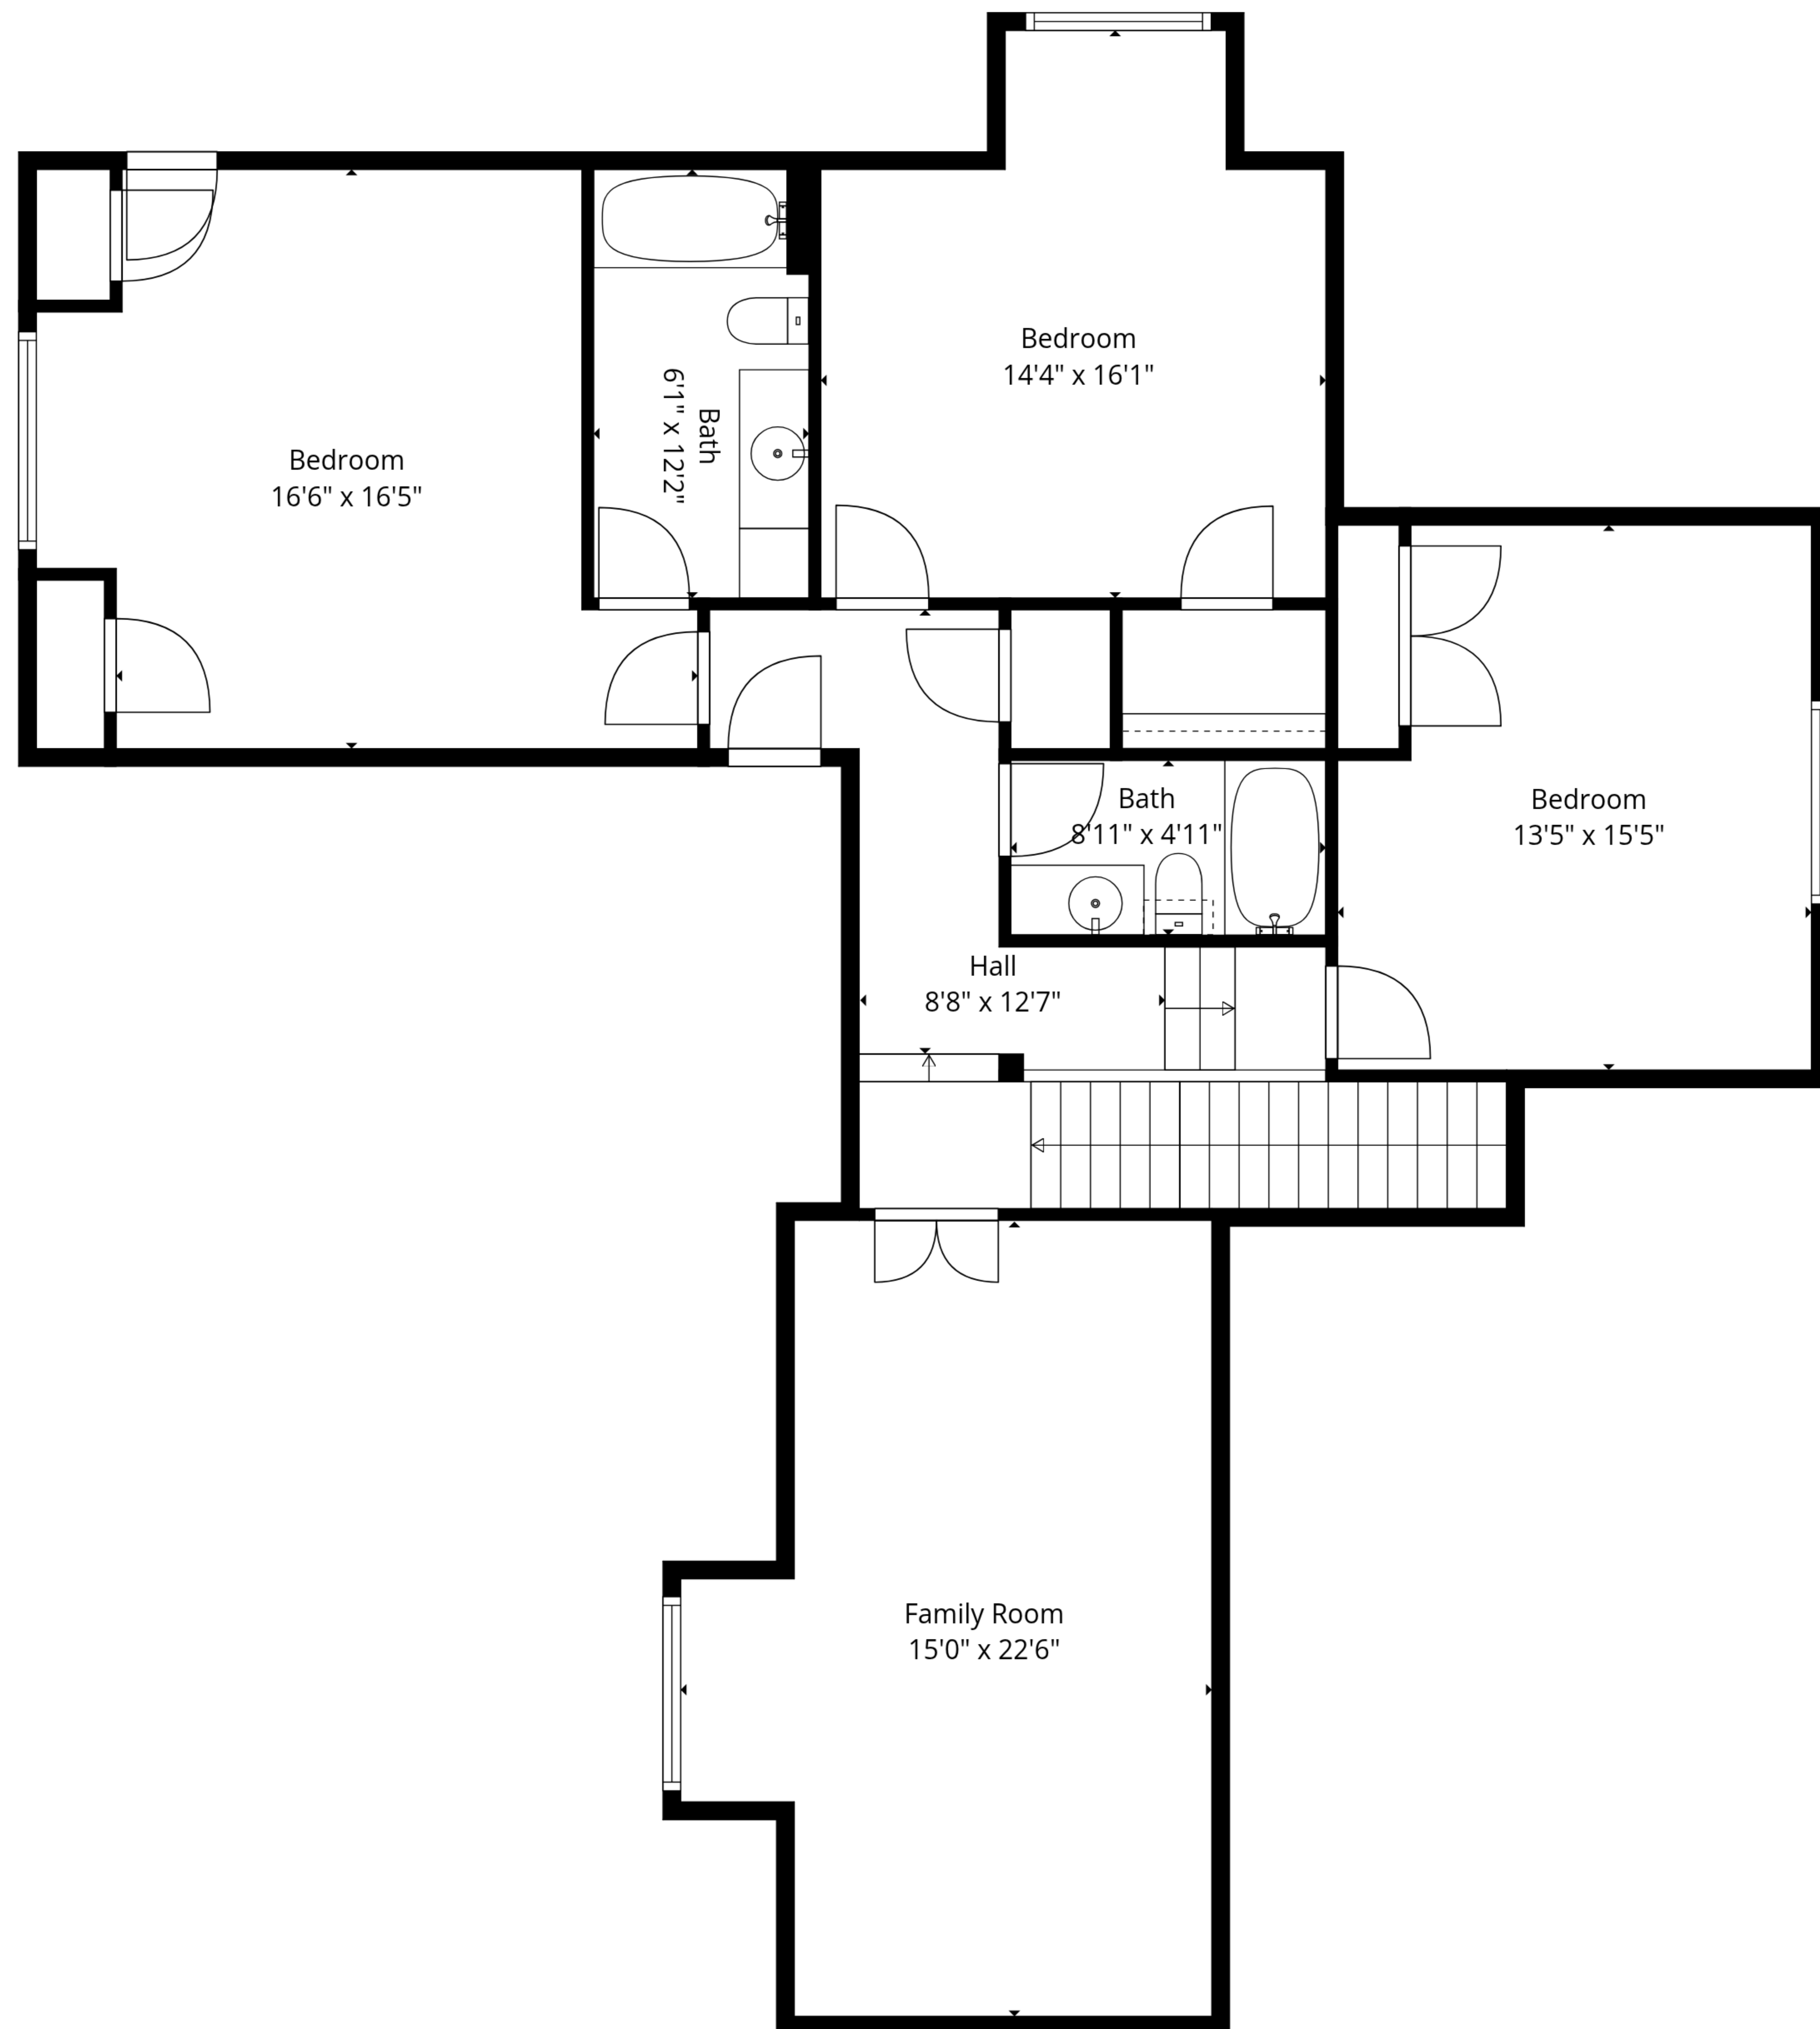 Bedroom
14'4" x 16'1"
Bedroom
16'6" x 16'5"
Bath
6'1" x 12'2"
Bath
8'11" x 4'11"
Bedroom
13'5" x 15'5"
Hall
8'8" x 12'7"
Family Room
15'0" x 22'6"